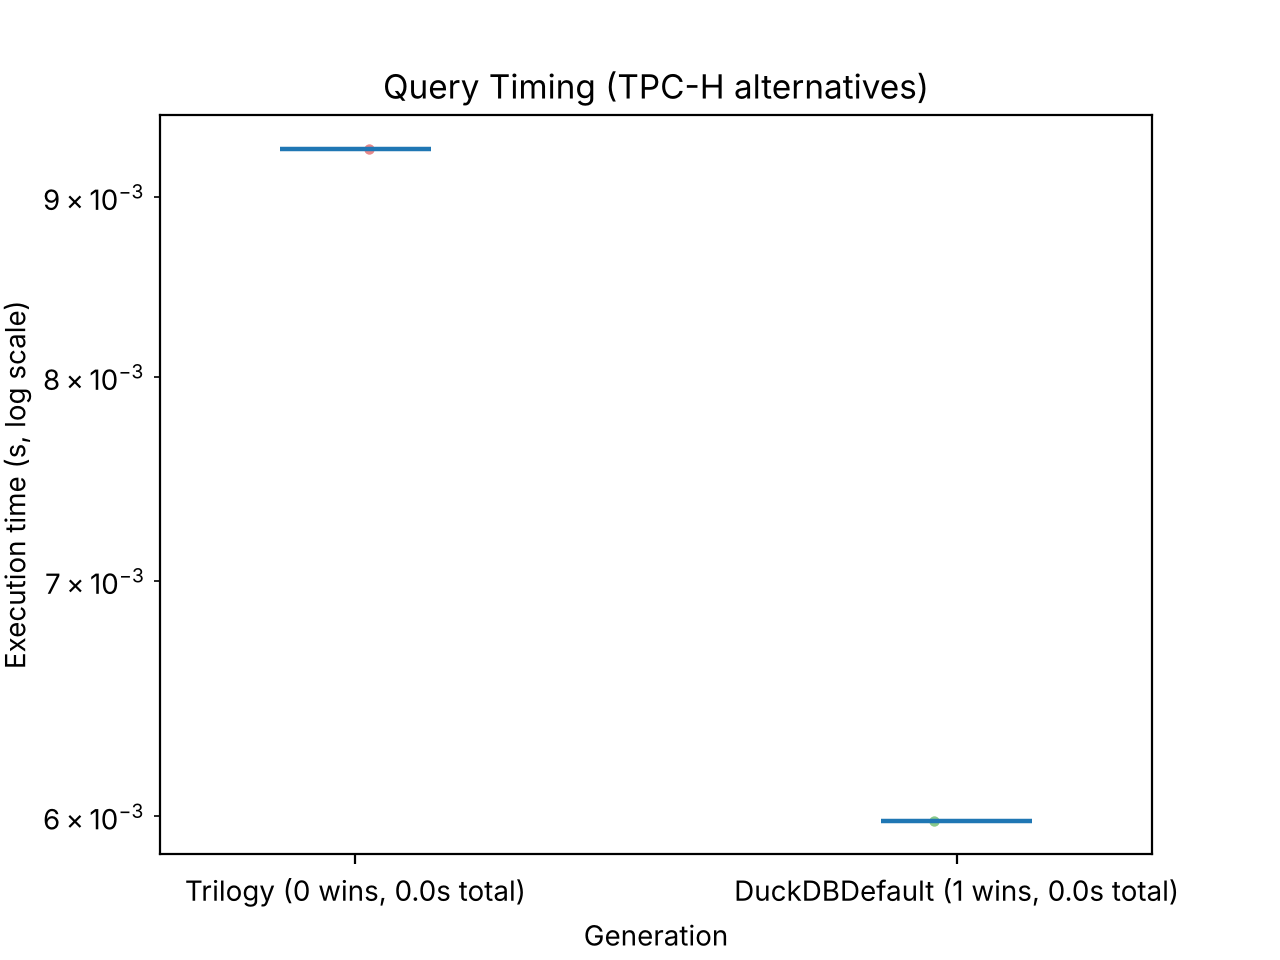 Query Timing (TPC-H alternatives)
Execution time (s, log scale)
9 × 10⁻³
8 × 10⁻³
7 × 10⁻³
6 × 10⁻³
Trilogy (0 wins, 0.0s total)
DuckDBDefault (1 wins, 0.0s total)
Generation